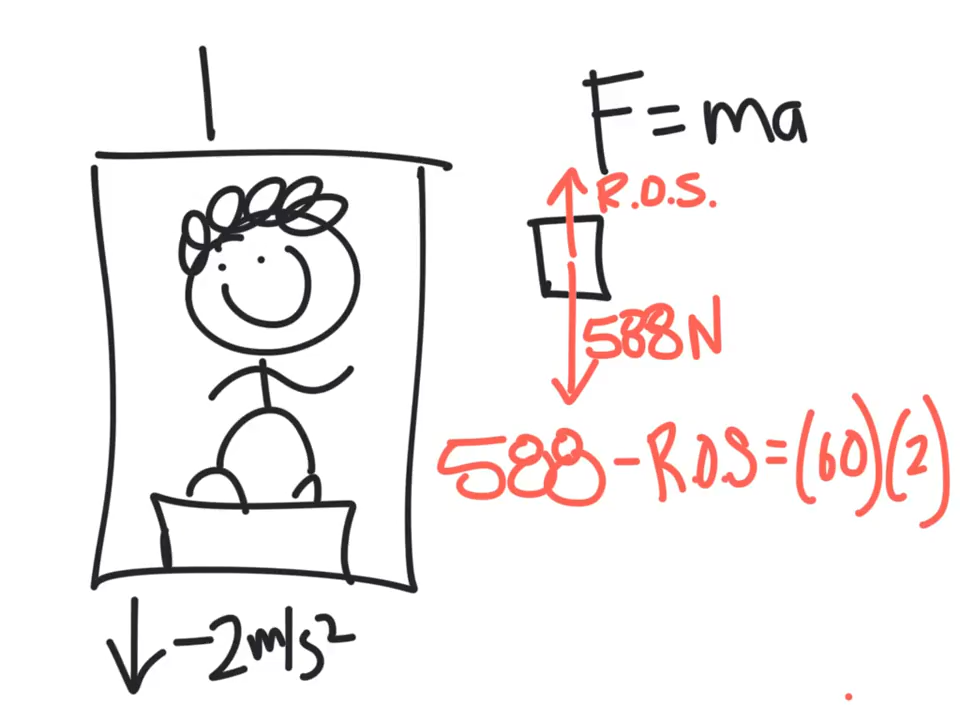 F = ma
R.O.S.
588N
588 - R.O.S = (60)(2)
-2m/s²